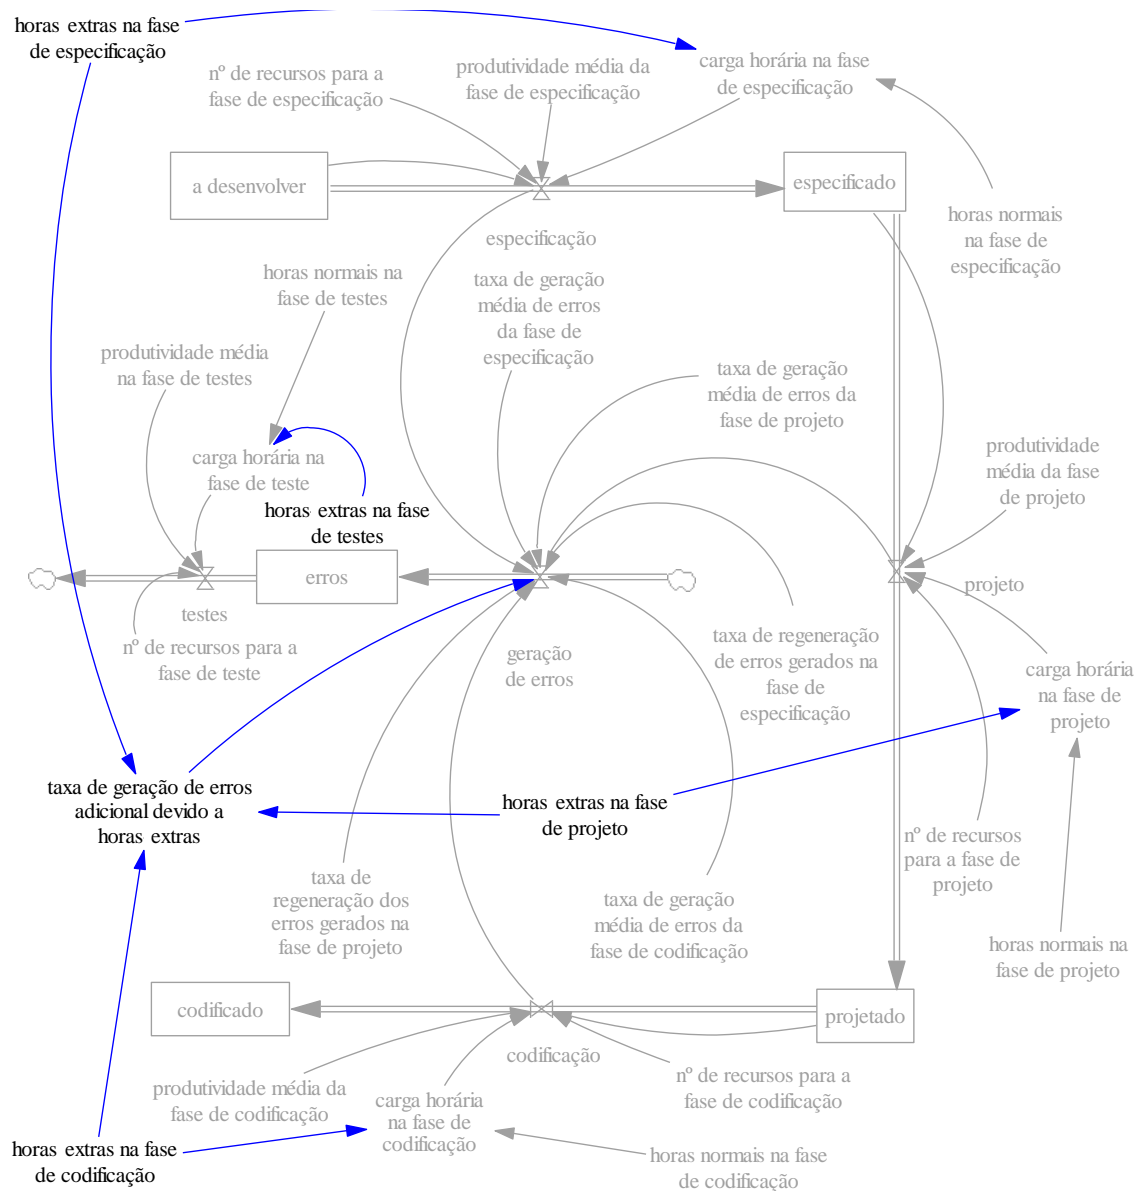 horas extras na fase
de especificação
nº de recursos para a
fase de especificação
produtividade média da
fase de especificação
carga horária na fase
de especificação
a desenvolver
especificado
especificação
horas normais
na fase de
especificação
horas normais na
fase de testes
taxa de geração
média de erros
da fase de
especificação
produtividade média
na fase de testes
taxa de geração
média de erros da
fase de projeto
carga horária na
fase de teste
produtividade
média da fase
de projeto
horas extras na fase
de testes
erros
testes
projeto
nº de recursos para a
fase de teste
geração
de erros
taxa de regeneração
de erros gerados na
fase de
especificação
carga horária
na fase de
projeto
taxa de geração de erros
adicional devido a
horas extras
horas extras na fase
de projeto
nº de recursos
para a fase de
projeto
taxa de
regeneração dos
erros gerados na
fase de projeto
taxa de geração
média de erros da
fase de codificação
horas normais na
fase de projeto
codificado
projetado
codificação
produtividade média da
fase de codificação
carga horária
na fase de
codificação
nº de recursos para a
fase de codificação
horas extras na fase
de codificação
horas normais na fase
de codificação